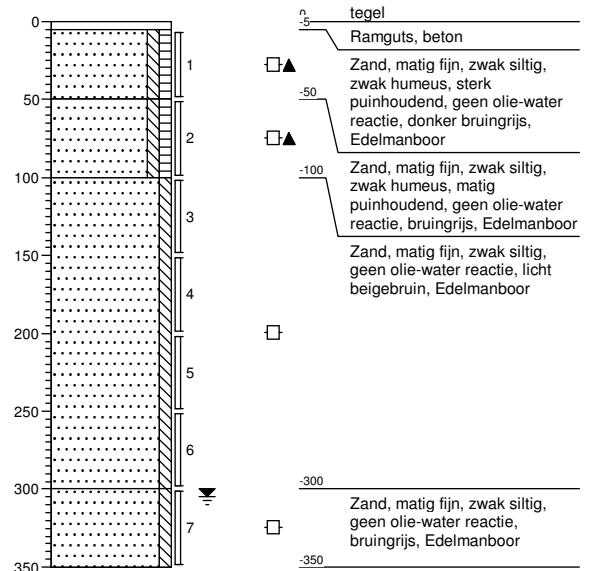 0
50
100
150
200
250
300
350
1
2
3
4
5
6
7
0
tegel
-5
Ramguts, beton
Zand, matig fijn, zwak siltig,
zwak humeus, sterk
puinhoudend, geen olie-water
reactie, donker bruingrijs,
Edelmanboor
-50
Zand, matig fijn, zwak siltig,
zwak humeus, matig
puinhoudend, geen olie-water
reactie, bruingrijs, Edelmanboor
-100
Zand, matig fijn, zwak siltig,
geen olie-water reactie, licht
beigebruin, Edelmanboor
-300
Zand, matig fijn, zwak siltig,
geen olie-water reactie,
bruingrijs, Edelmanboor
-350